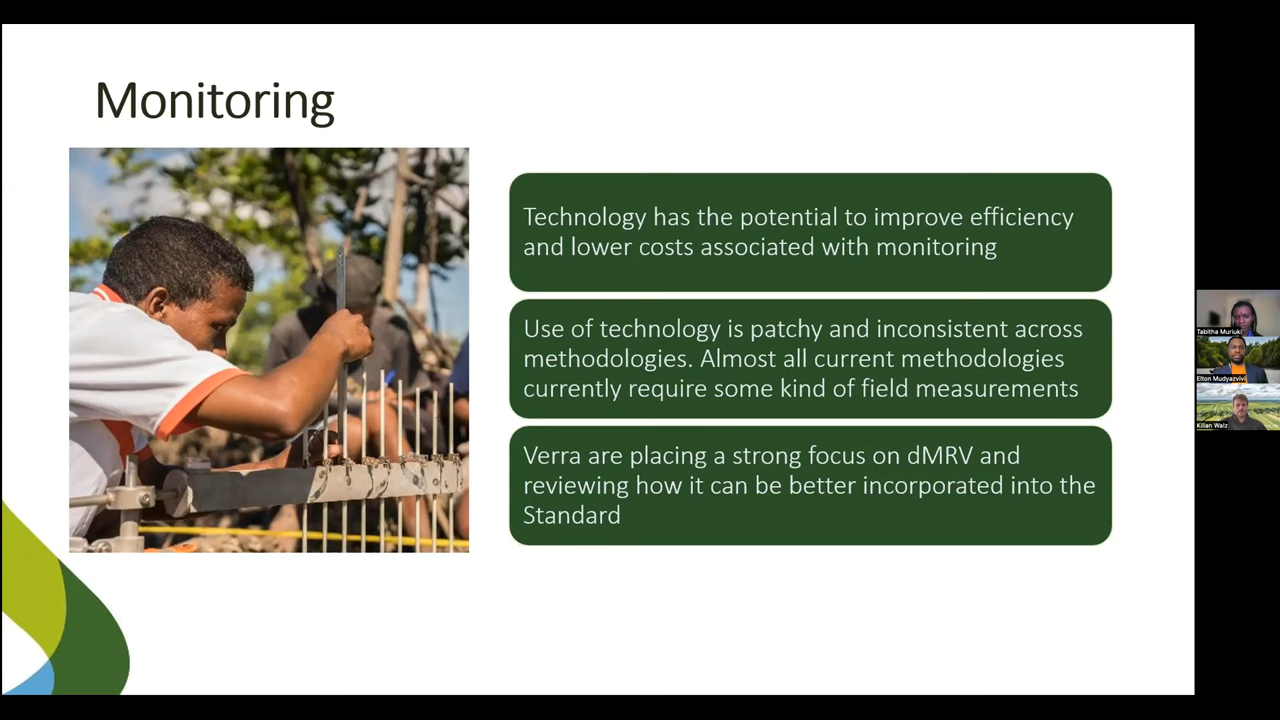 Monitoring
Technology has the potential to improve efficiency
and lower costs associated with monitoring
Use of technology is patchy and inconsistent across
methodologies. Almost all current methodologies
currently require some kind of field measurements
Verra are placing a strong focus on dMRV and
reviewing how it can be better incorporated into the
Standard
Tabitha Muriuki
Elton Mudyazvivi
Kilian Walz